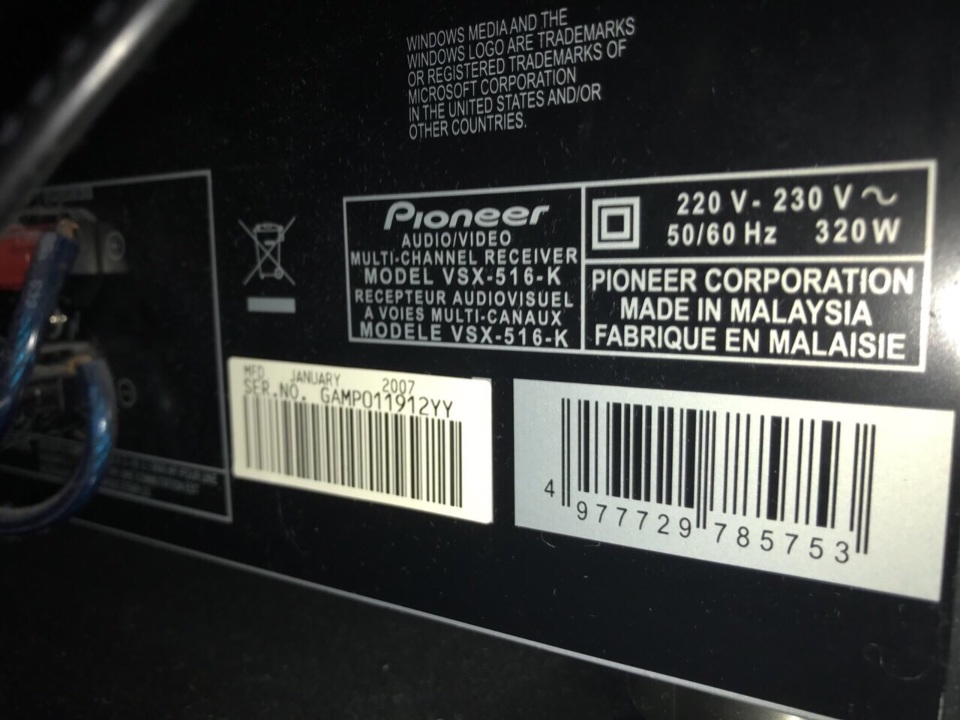 WINDOWS MEDIA AND THE
WINDOWS LOGO ARE TRADEMARKS
OR REGISTERED TRADEMARKS OF
MICROSOFT CORPORATION
IN THE UNITED STATES AND/OR
OTHER COUNTRIES.
Pioneer
AUDIO/VIDEO
MULTI-CHANNEL RECEIVER
MODEL VSX-516-K
RECEPTEUR AUDIOVISUEL
A VOIES MULTI-CANAUX
MODELE VSX-516-K
220 V - 230 V ~
50/60 Hz 320 W
PIONEER CORPORATION
MADE IN MALAYSIA
FABRIQUE EN MALAISIE
MFD. JANUARY 2007
SER.NO. GAMP011912YY
4 977729 785753